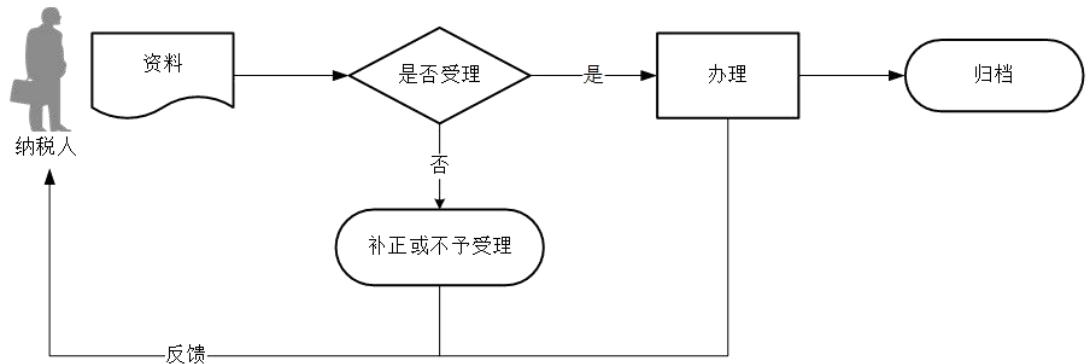 资料
是否受理
是
办理
归档
纳税人
否
补正或不予受理
反馈